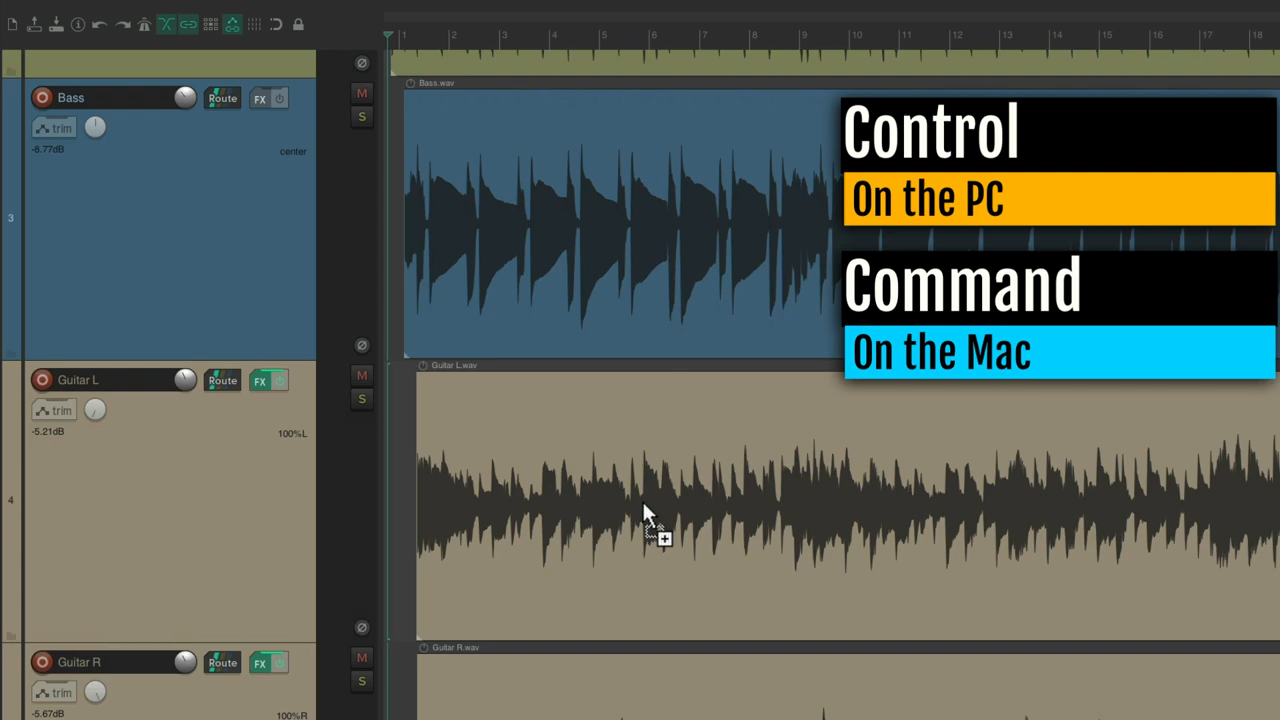 1 2 3 4 5 6 7 8 9 10 11 12 13 14 15 16 17 18
Bass.wav
3
Bass
Route
FX
M
S
trim
-8.77dB
center
Control
On the PC
Command
On the Mac
Guitar L.wav
4
Guitar L
Route
FX
M
S
trim
-5.21dB
100%L
Guitar R.wav
Guitar R
Route
FX
M
S
trim
-5.67dB
100%R